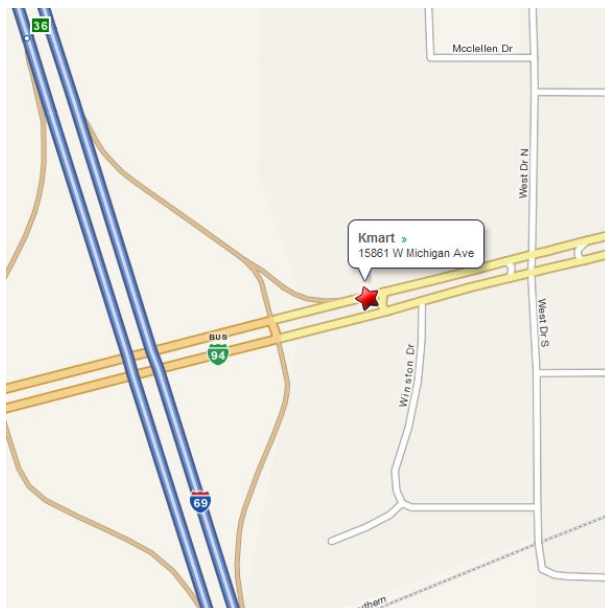 36
Mcclellen Dr
West Dr N
Kmart »
15861 W Michigan Ave
BUS
94
West Dr S
Winston Dr
69